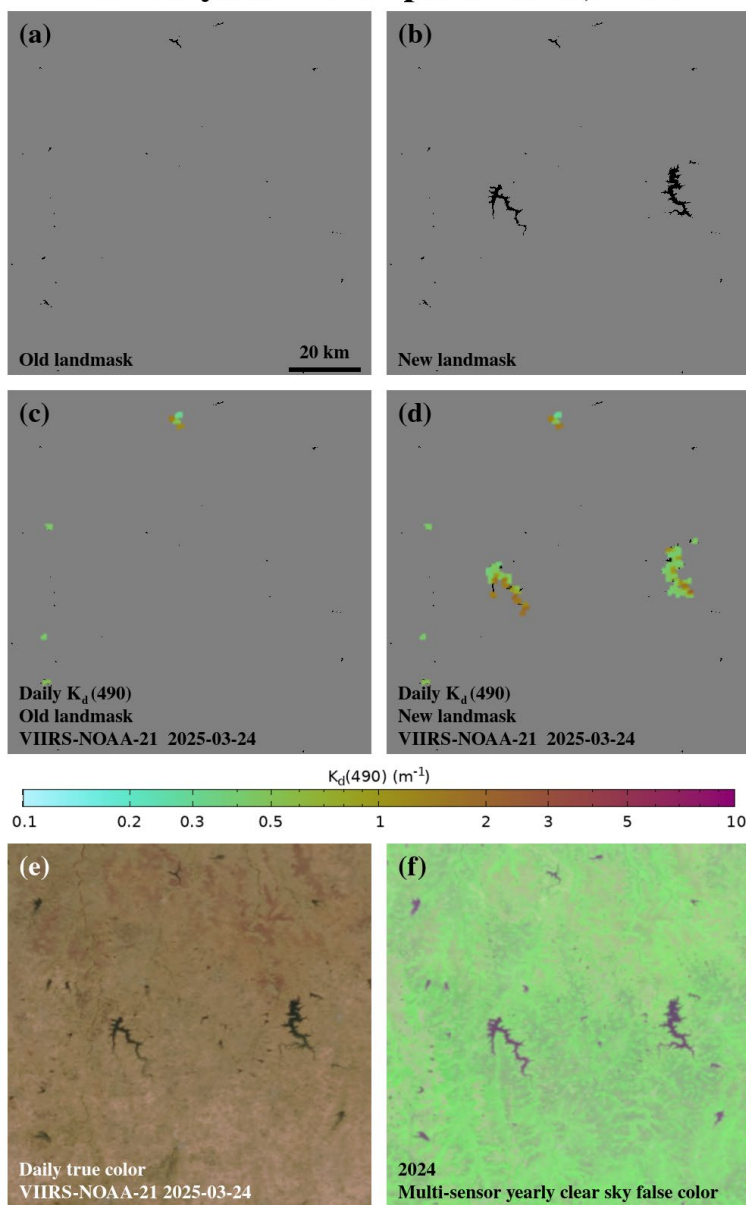 (a)
(b)
Old landmask
20 km
New landmask
(c)
(d)
Daily K_d(490)
Old landmask
VIIRS-NOAA-21 2025-03-24
Daily K_d(490)
New landmask
VIIRS-NOAA-21 2025-03-24
K_d(490) (m⁻¹)
0.1 0.2 0.3 0.5 1 2 3 5 10
(e)
(f)
Daily true color
VIIRS-NOAA-21 2025-03-24
2024
Multi-sensor yearly clear sky false color